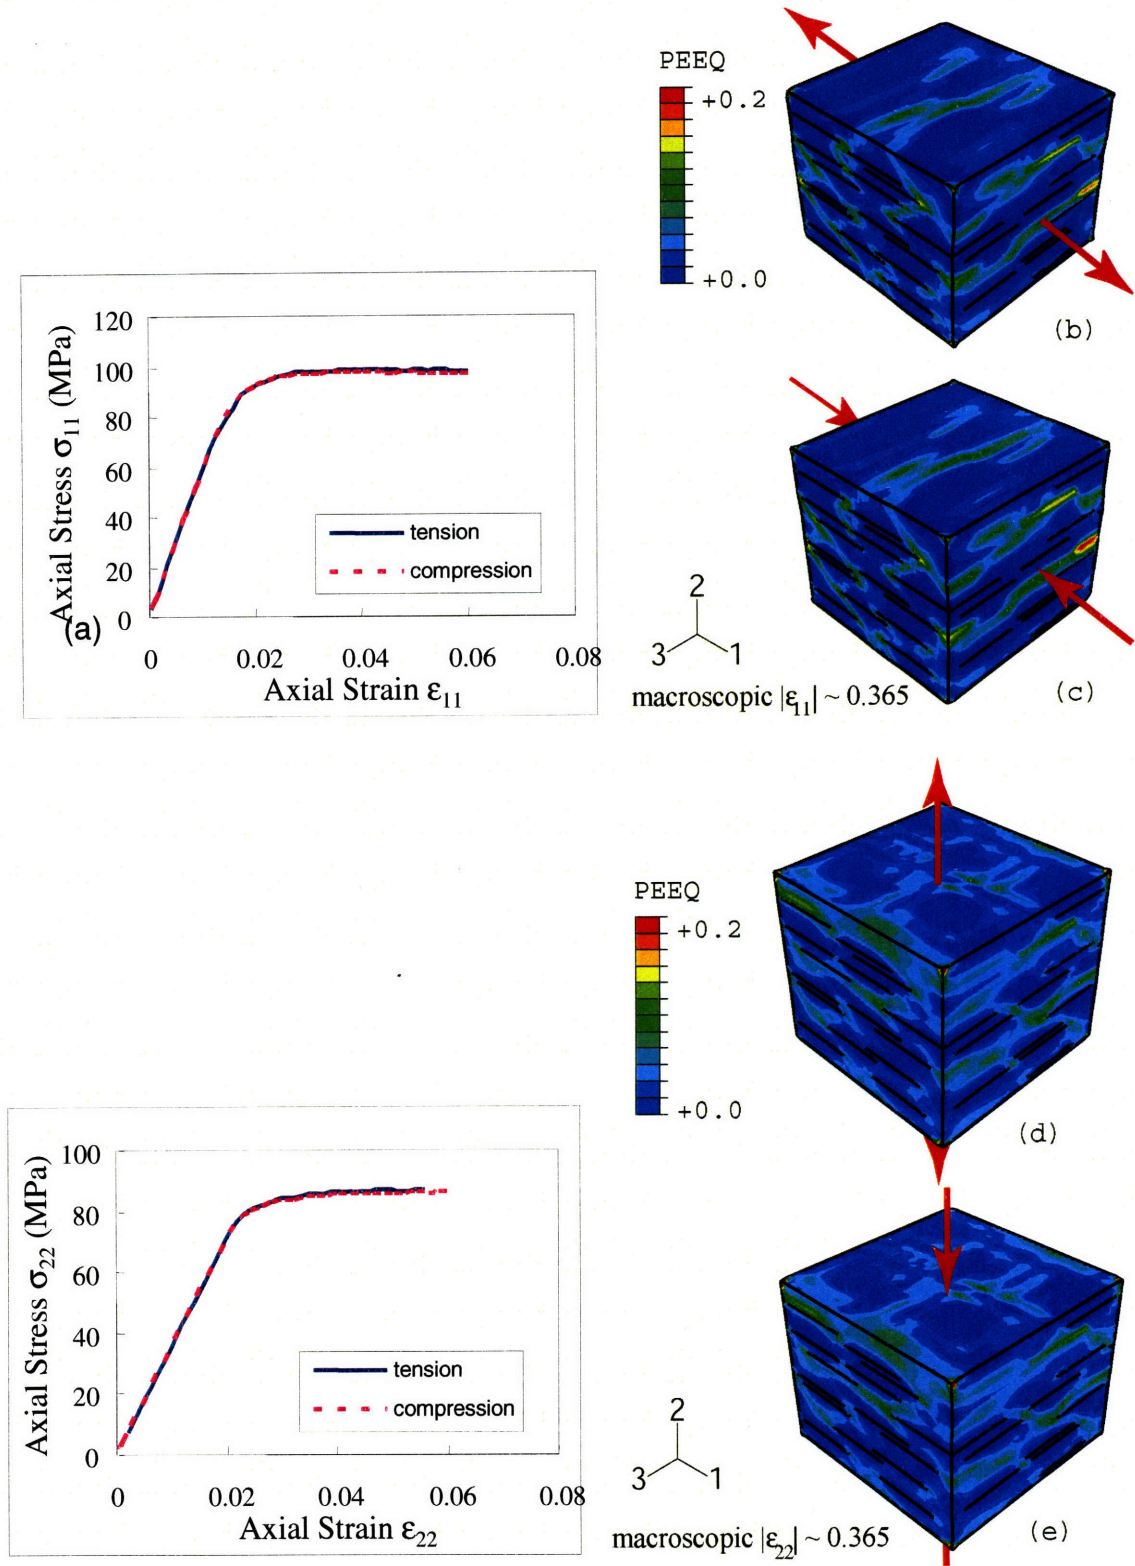 PEEQ
+0.2
+0.0
(b)
120
100
80
60
40
20
0
Axial Stress σ11 (MPa)
(a)
tension
compression
0 0.02 0.04 0.06 0.08
Axial Strain ε11
2
3 1
macroscopic |ε11| ~ 0.365
(c)
PEEQ
+0.2
+0.0
(d)
100
80
60
40
20
0
Axial Stress σ22 (MPa)
tension
compression
0 0.02 0.04 0.06 0.08
Axial Strain ε22
2
3 1
macroscopic |ε22| ~ 0.365
(e)